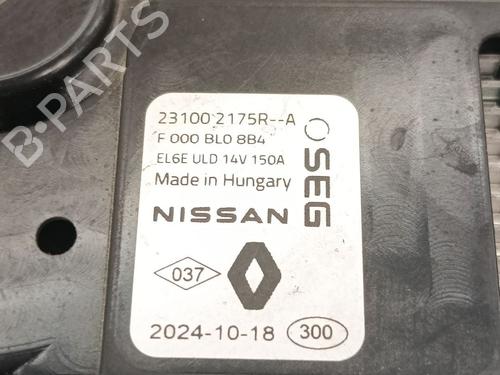 23100 2175R--A
F 000 BL0 8B4
EL6E ULD 14V 150A
Made in Hungary
NISSAN
SEG
037
2024-10-18 300
B-PARTS